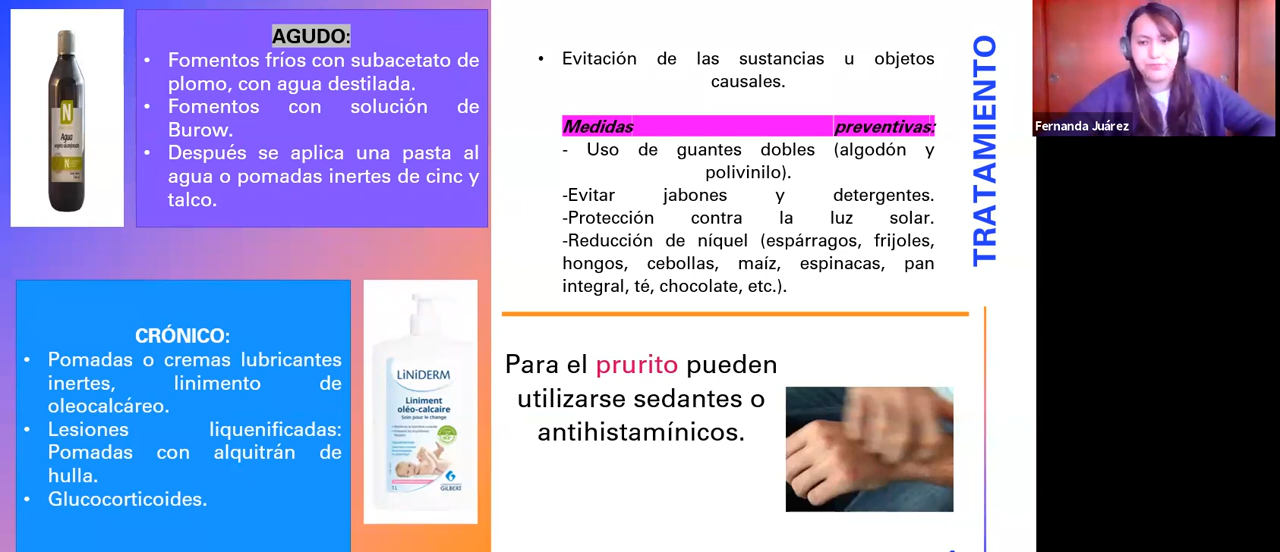 AGUDO:
• Fomentos fríos con subacetato de
plomo, con agua destilada.
• Fomentos con solución de
Burow.
• Después se aplica una pasta al
agua o pomadas inertes de cinc y
talco.
N
Agua
N
CRÓNICO:
• Pomadas o cremas lubricantes
inertes, linimento de
oleocalcáreo.
• Lesiones liquenificadas:
Pomadas con alquitrán de
hulla.
• Glucocorticoides.
LiNiDERM
Liniment
oléo-calcaire
Soin pour le change
1L
GILBERT
• Evitación de las sustancias u objetos
causales.
Medidas preventivas:
- Uso de guantes dobles (algodón y
polivinilo).
-Evitar jabones y detergentes.
-Protección contra la luz solar.
-Reducción de níquel (espárragos, frijoles,
hongos, cebollas, maíz, espinacas, pan
integral, té, chocolate, etc.).
Para el prurito pueden
utilizarse sedantes o
antihistamínicos.
TRATAMIENTO
Fernanda Juárez